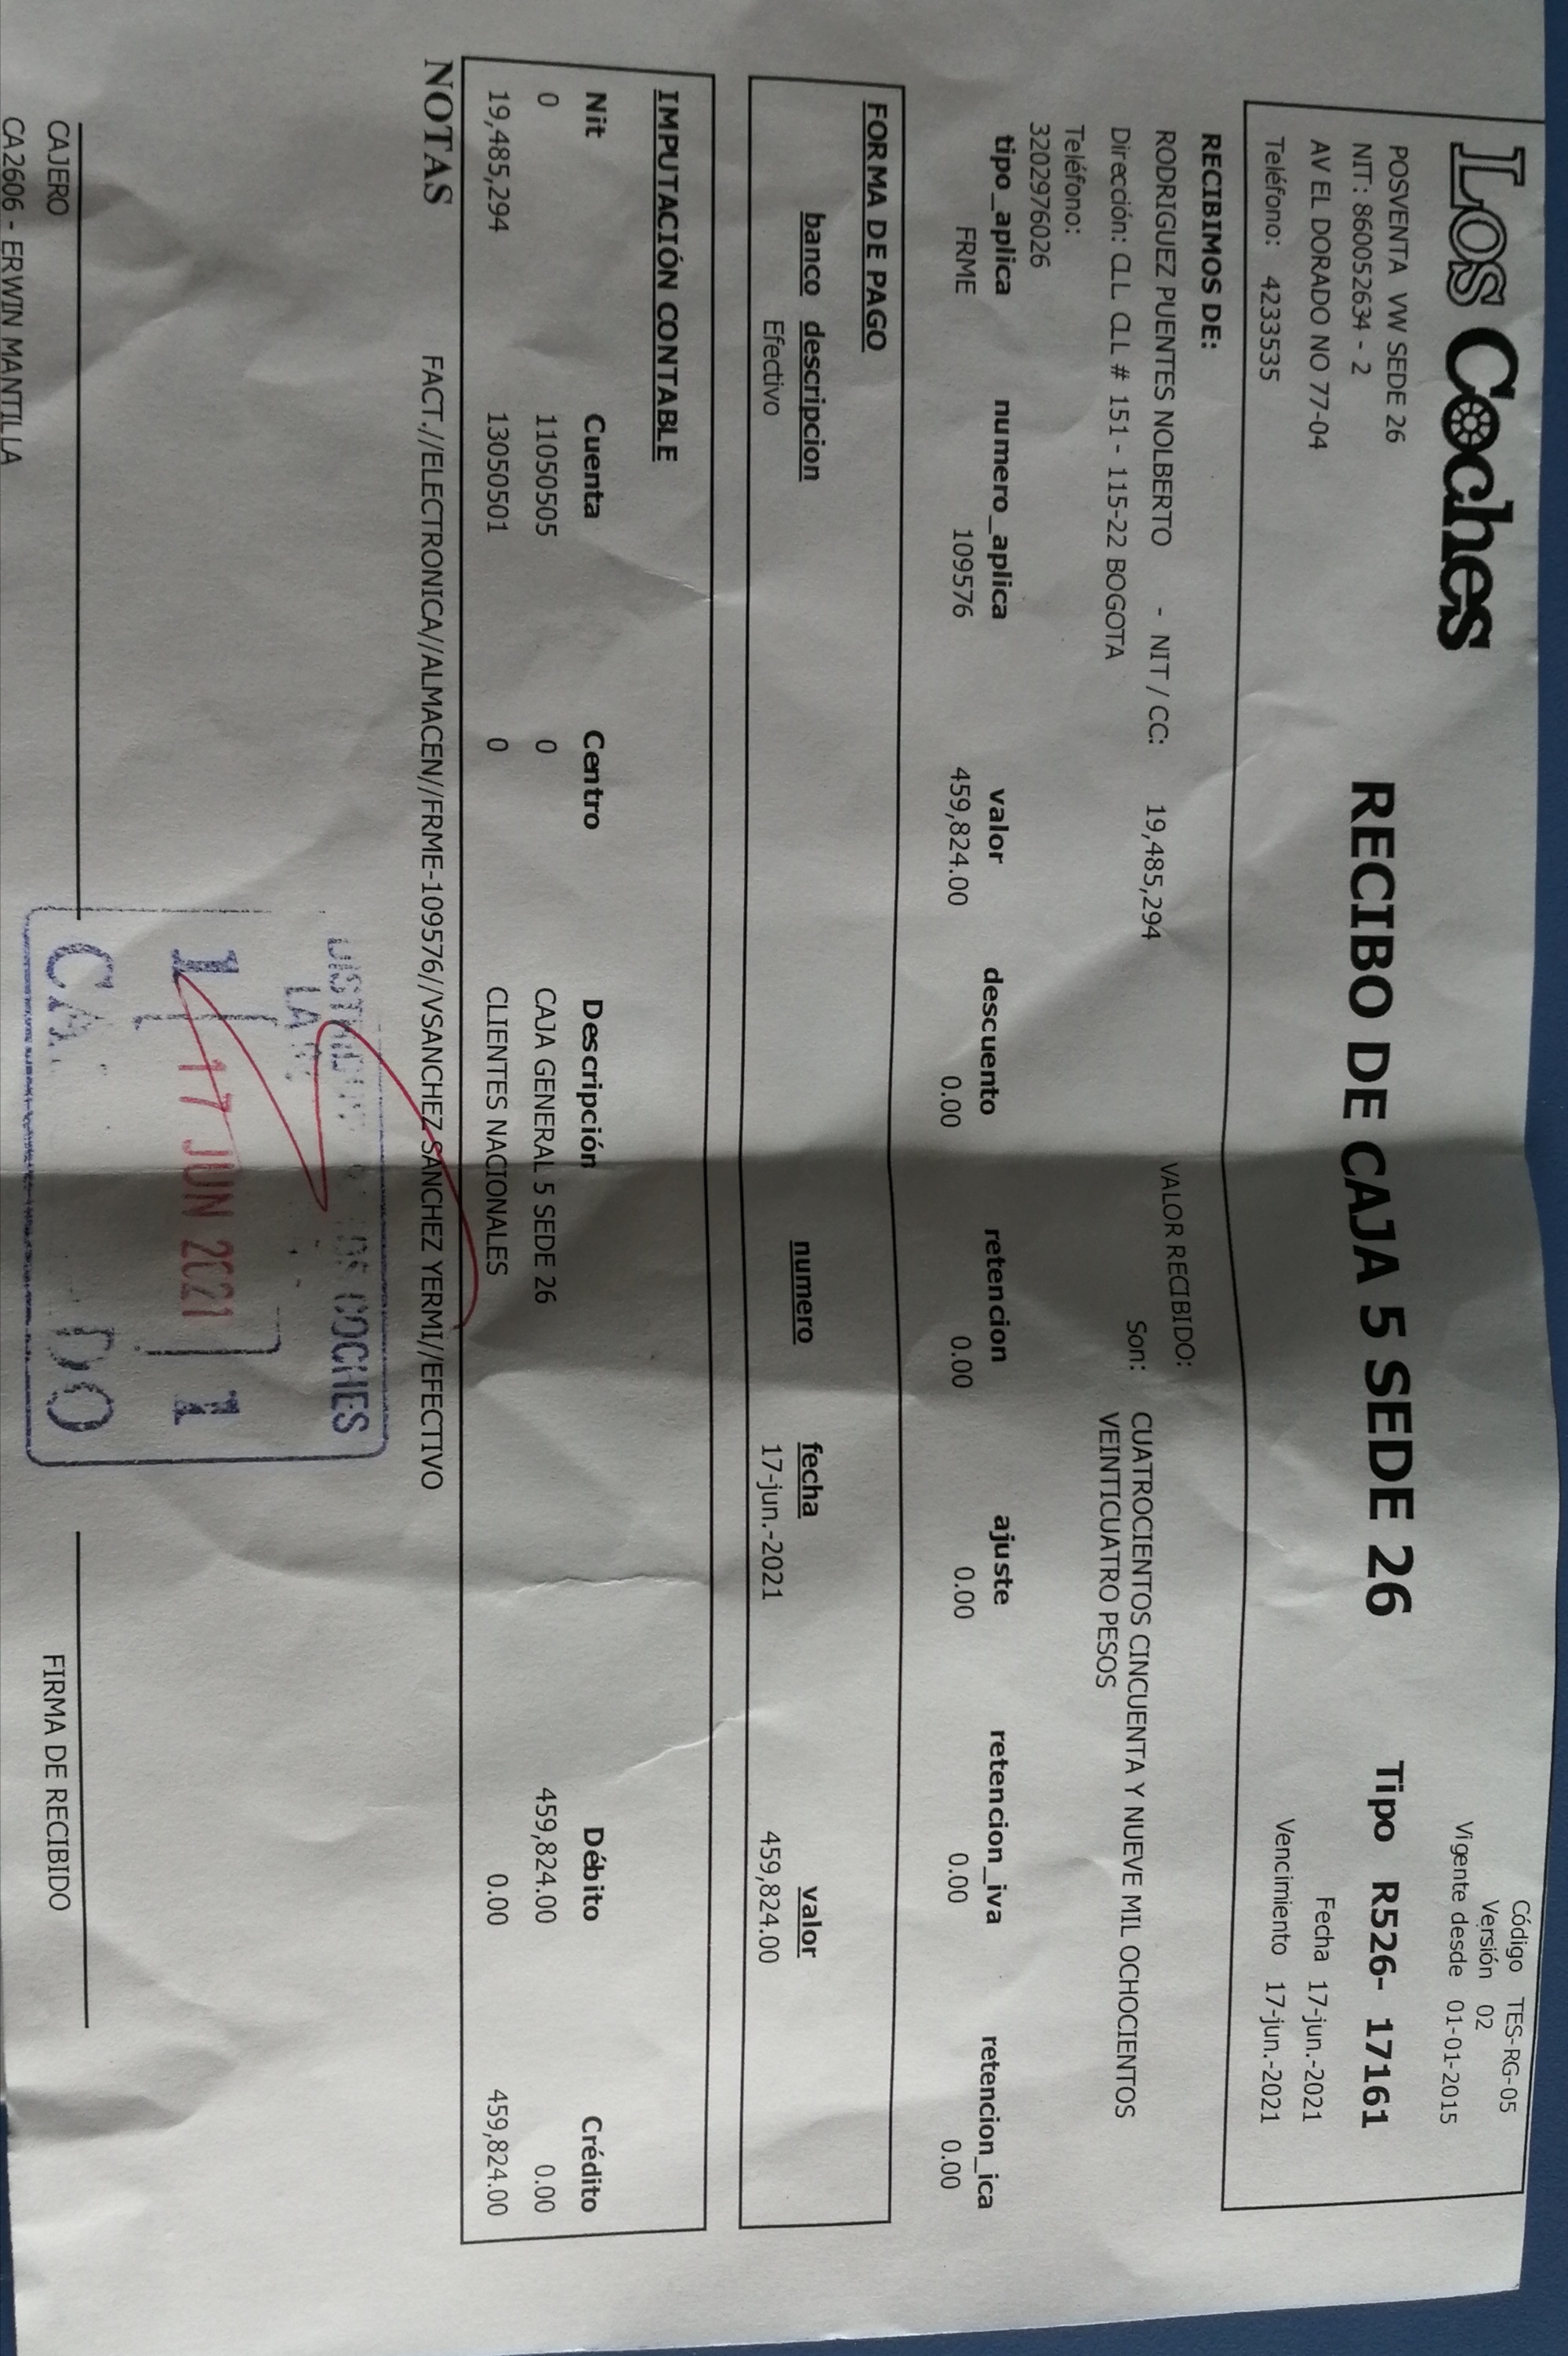 Los Coches
Código TES-RG-05
Versión 02
Vigente desde 01-01-2015
POSVENTA VW SEDE 26
NIT: 860052634 - 2
AV EL DORADO NO 77-04
Teléfono: 4233535
RECIBO DE CAJA 5 SEDE 26
Tipo R526- 17161
Fecha 17-jun.-2021
Vencimiento 17-jun.-2021
RECIBIMOS DE:
RODRIGUEZ PUENTES NOLBERTO - NIT / CC: 19,485,294
Dirección: CLL CLL # 151 - 115-22 BOGOTA
Teléfono:
3202976026
VALOR RECIBIDO:
Son: CUATROCIENTOS CINCUENTA Y NUEVE MIL OCHOCIENTOS
VEINTICUATRO PESOS
tipo_aplica numero_aplica valor descuento retencion ajuste retencion_iva retencion_ica
FRME 109576 459,824.00 0.00 0.00 0.00 0.00 0.00
FORMA DE PAGO
banco descripcion numero fecha valor
Efectivo 17-jun.-2021 459,824.00
IMPUTACIÓN CONTABLE
Nit Cuenta Centro Descripción Débito Crédito
0 11050505 0 CAJA GENERAL 5 SEDE 26 459,824.00 0.00
19,485,294 13050501 0 CLIENTES NACIONALES 0.00 459,824.00
NOTAS FACT.//ELECTRONICA//ALMACEN//FRME-109576//VSANCHEZ SANCHEZ YERMI//EFECTIVO
COCHES
17 JUN 2021
CAJERO
CA2606 - ERWIN MANTILLA
FIRMA DE RECIBIDO